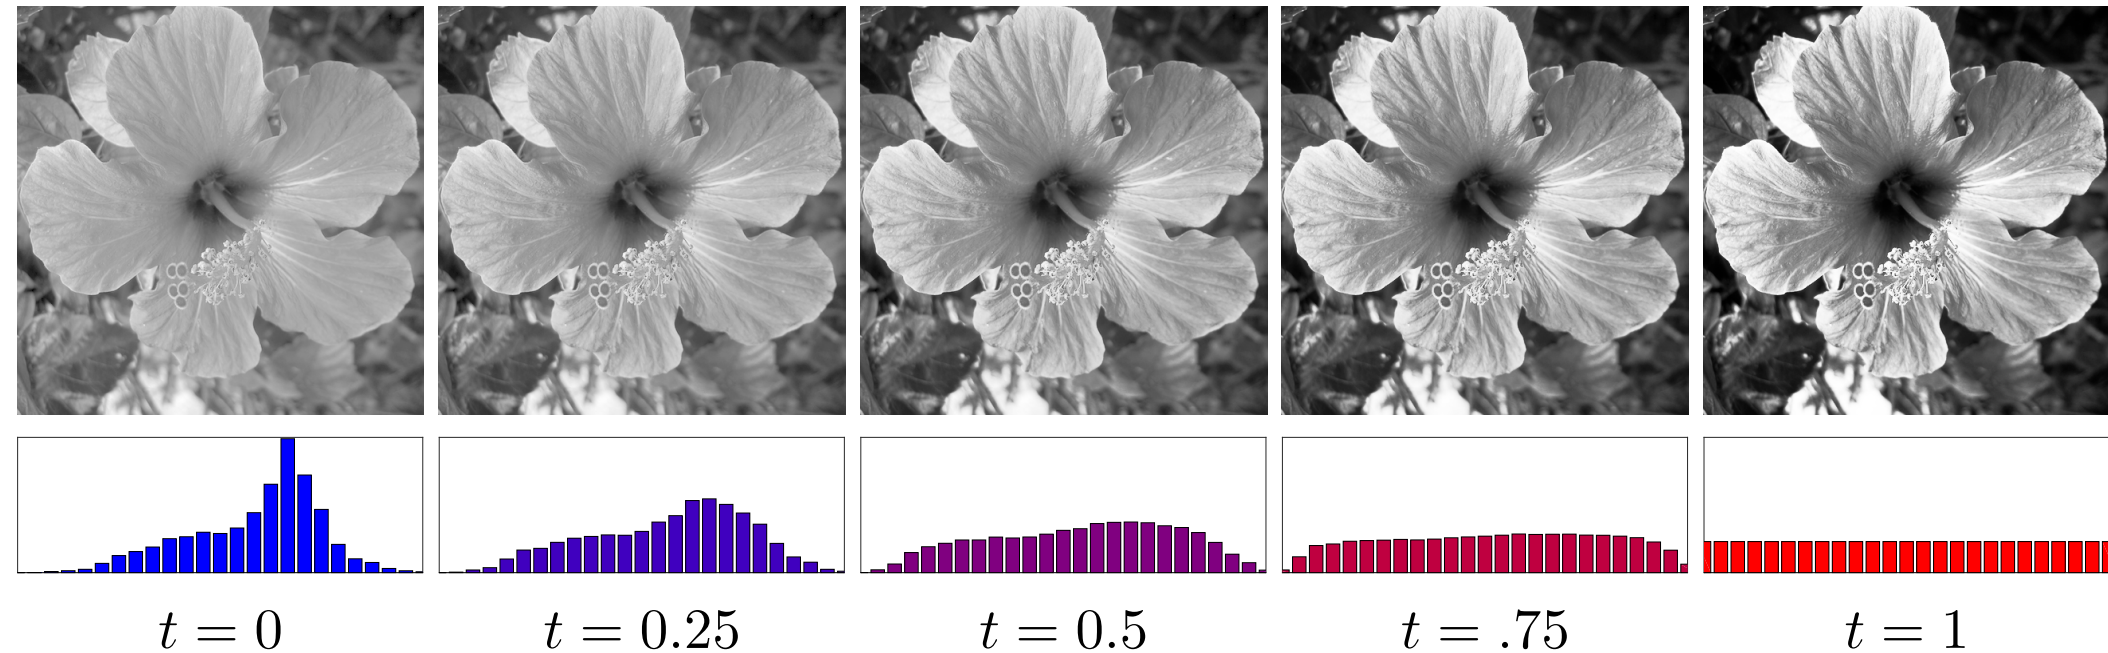 t = 0 t = 0.25 t = 0.5 t = .75 t = 1